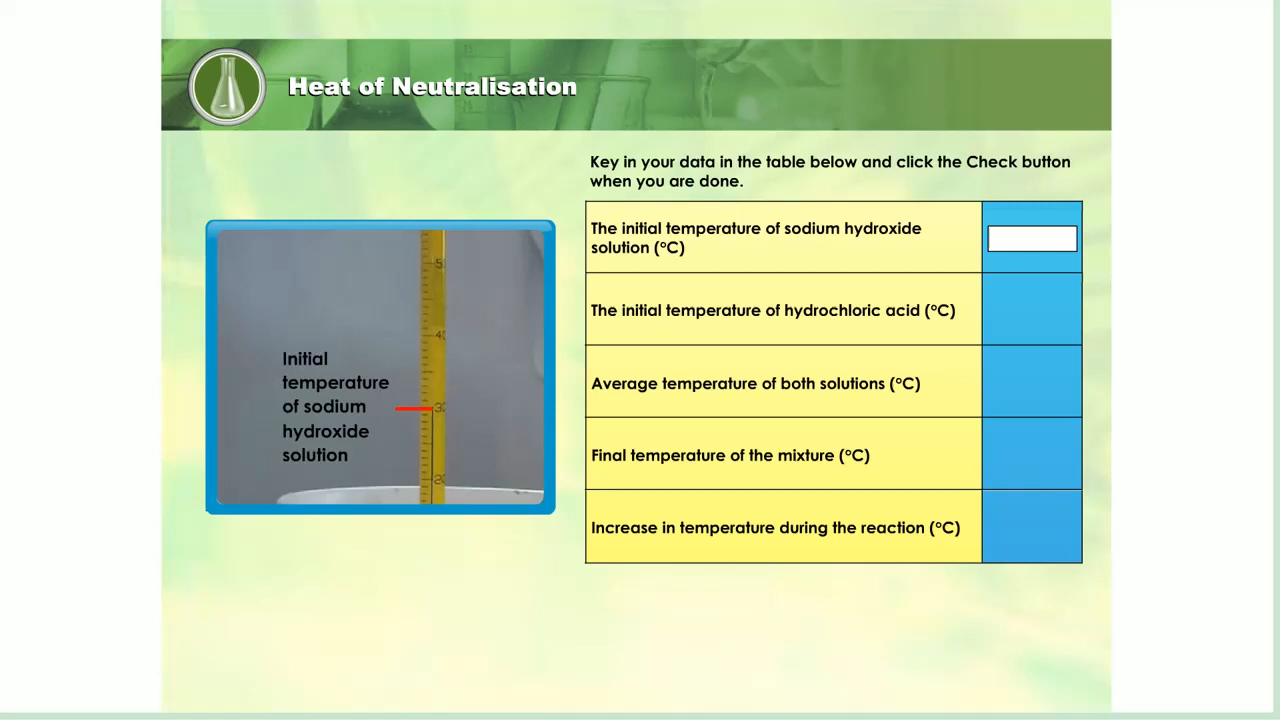 Heat of Neutralisation
Key in your data in the table below and click the Check button
when you are done.
The initial temperature of sodium hydroxide
solution (°C)
The initial temperature of hydrochloric acid (°C)
Average temperature of both solutions (°C)
Final temperature of the mixture (°C)
Increase in temperature during the reaction (°C)
Initial
temperature
of sodium
hydroxide
solution